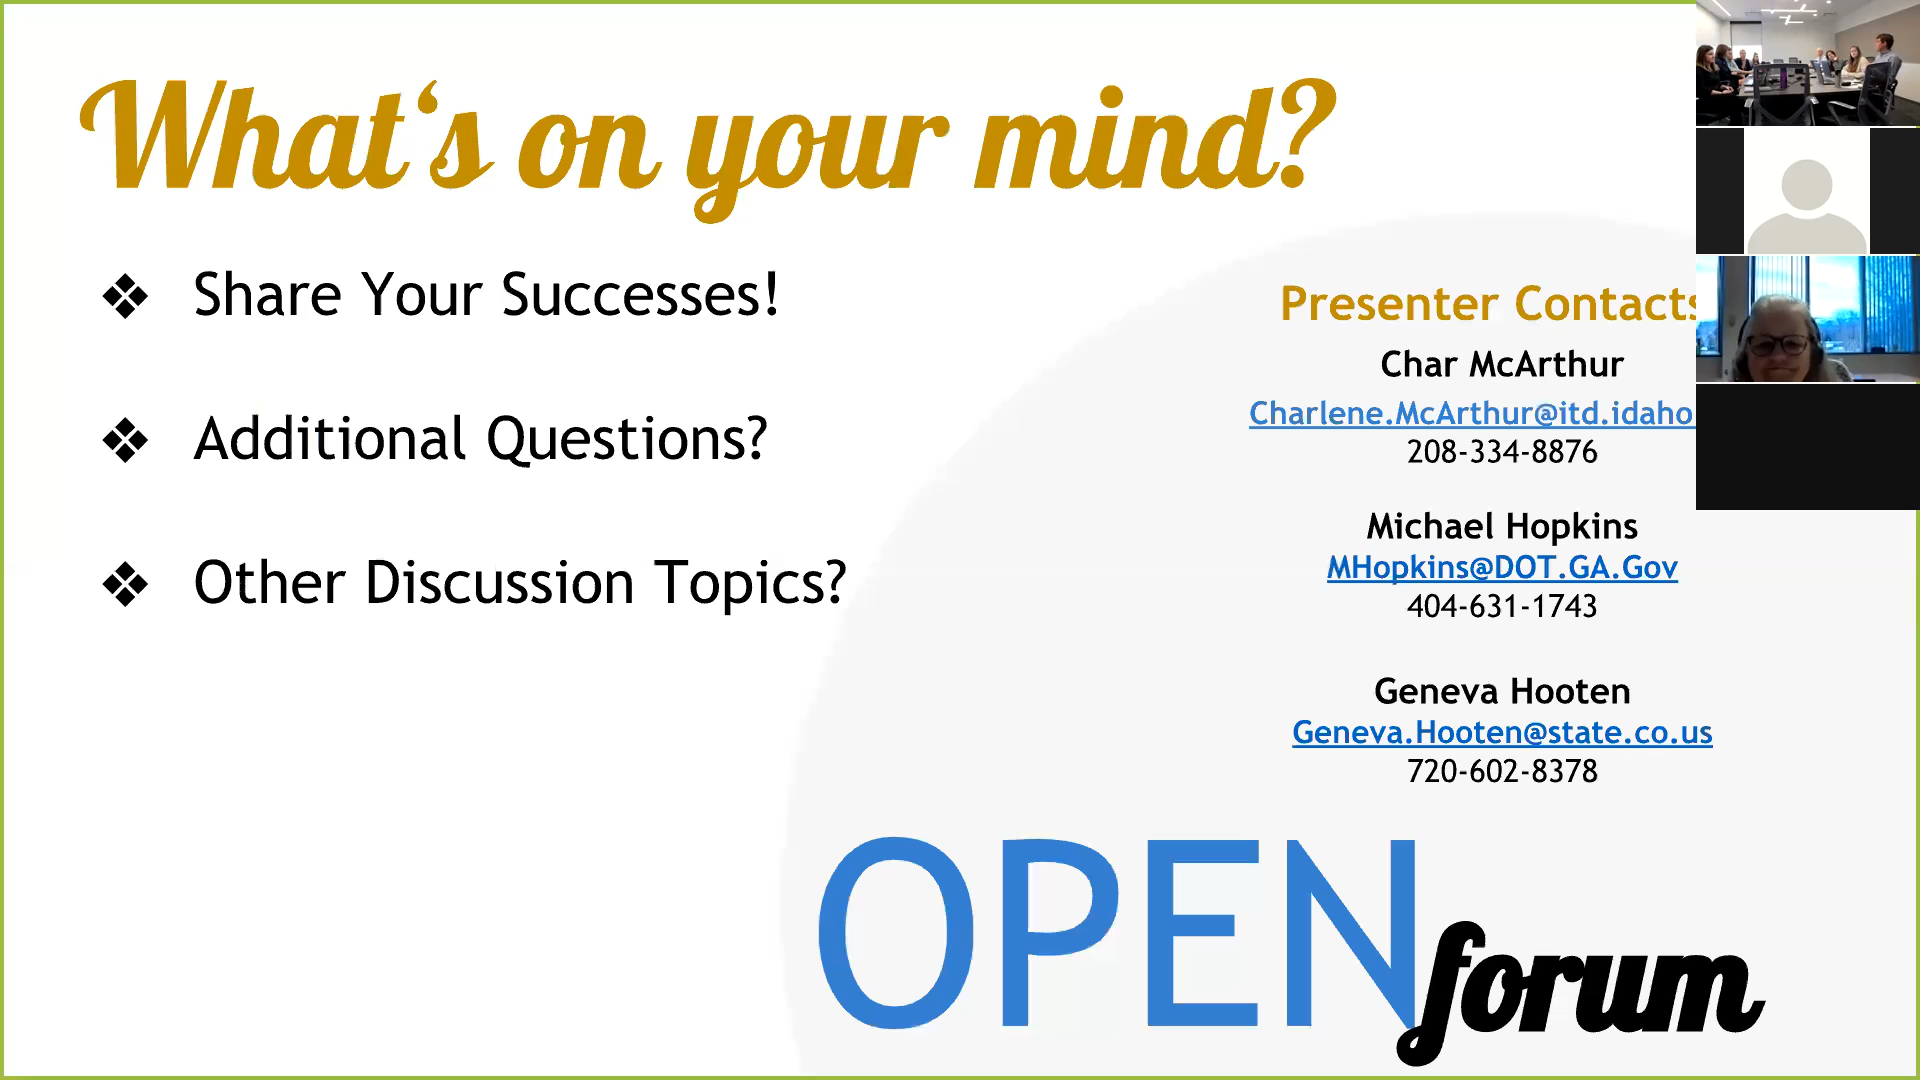 What‘s on your mind?
❖ Share Your Successes!
❖ Additional Questions?
❖ Other Discussion Topics?
Presenter Contacts
Char McArthur
Charlene.McArthur@itd.idaho
208-334-8876
Michael Hopkins
MHopkins@DOT.GA.Gov
404-631-1743
Geneva Hooten
Geneva.Hooten@state.co.us
720-602-8378
OPEN forum